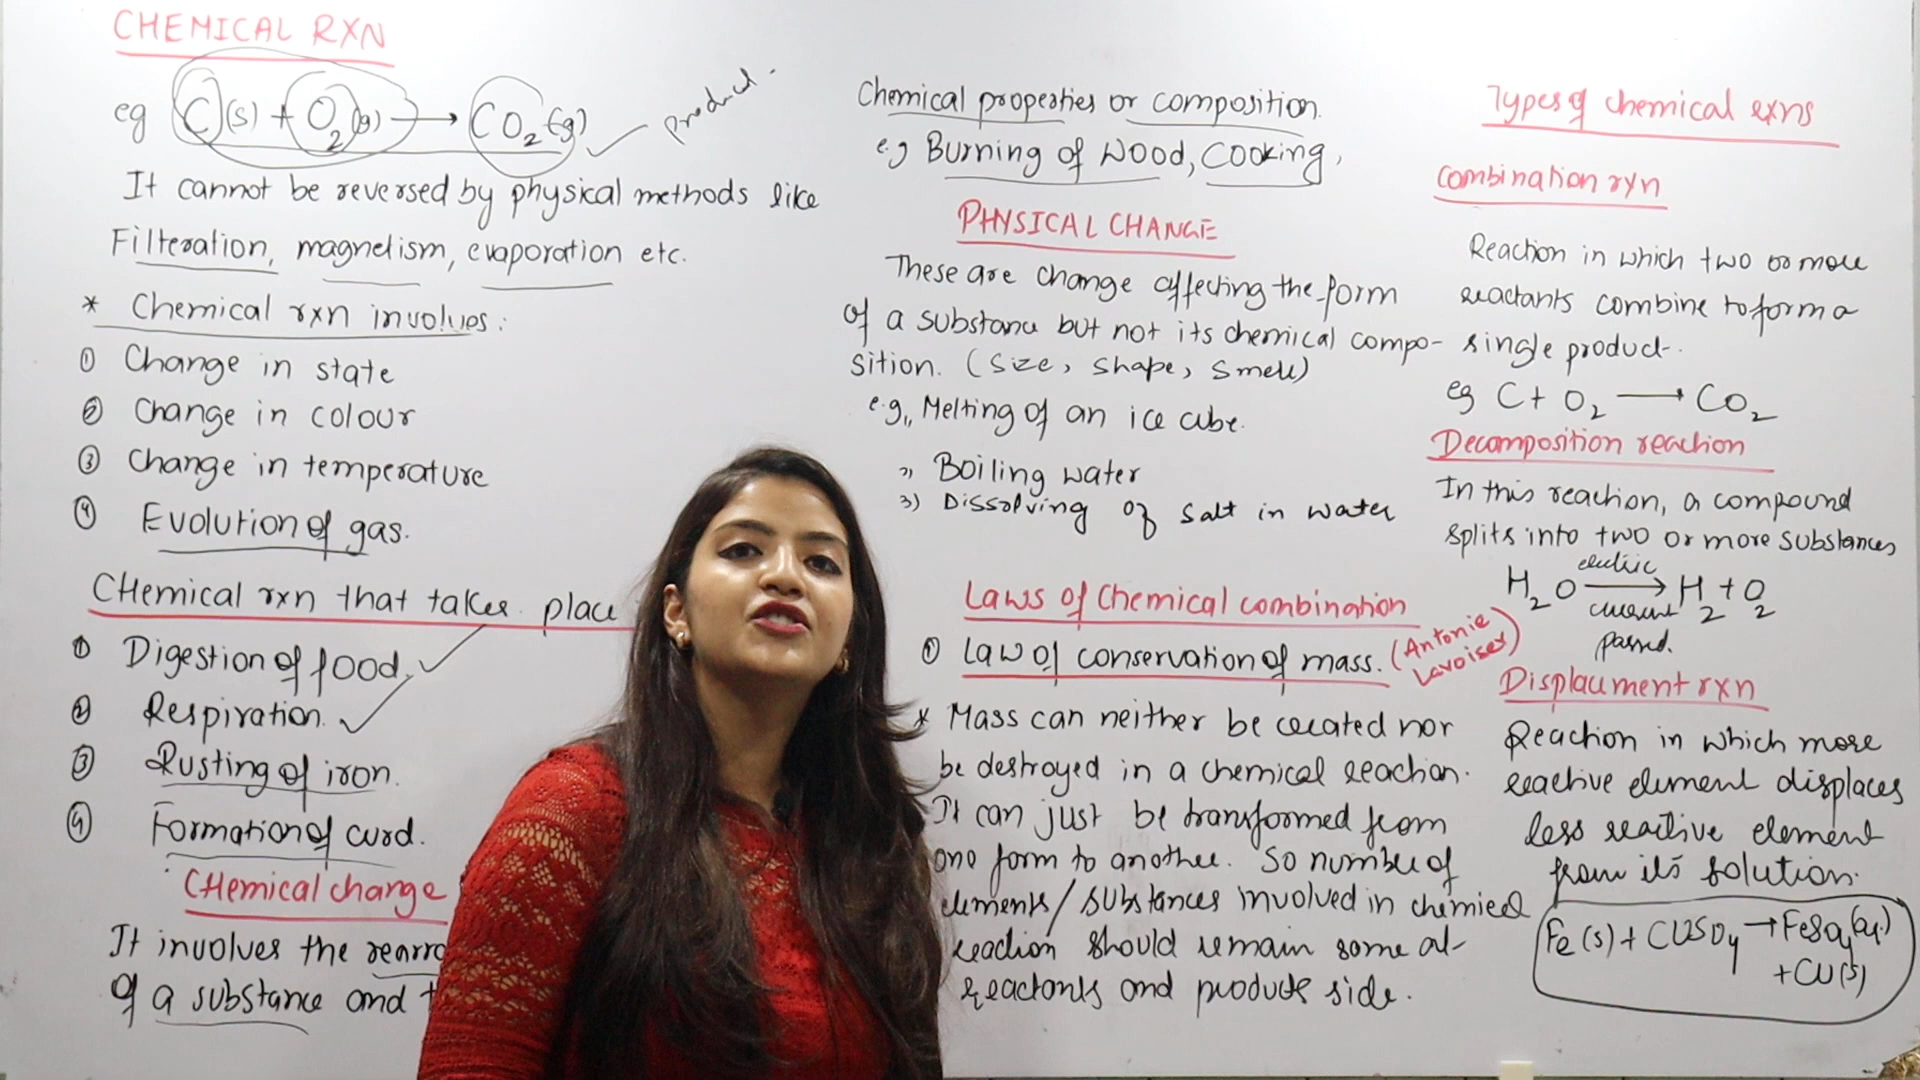 CHEMICAL RXN
eg C(s) + O2(g) → CO2(g) product.
It cannot be reversed by physical methods like
Filteration, magnetism, evaporation etc.
* Chemical rxn involves:
① Change in state
② Change in colour
③ Change in temperature
④ Evolution of gas.
CHemical rxn that takes place
① Digestion of food.
② Respiration.
③ Rusting of iron.
④ Formation of curd.
CHemical change
It involves the rearra
of a substance and t
Chemical properties or composition.
e.g Burning of Wood, Cooking,
PHYSICAL CHANGE
These are change affecting the form
of a substance but not its chemical compo-
sition. (Size, shape, smell)
e.g., Melting of an ice cube.
2) Boiling water
3) Dissolving of salt in water
Laws of Chemical combination
① Law of conservation of mass. (Antonie
Lavoiser)
* Mass can neither be created nor
be destroyed in a chemical reaction.
It can just be transformed from
one form to another. So number of
elements/substances involved in chemical
reaction should remain same at
reactants and products side.
Types of chemical rxns
Combination rxn
Reaction in which two or more
reactants combine to form a
single product.
eg C + O2 → CO2
Decomposition reaction
In this reaction, a compound
splits into two or more substances
electric
H2O → H2 + O2
current
passed.
Displacement rxn
Reaction in which more
reactive element displaces
less reactive element
from its solution.
Fe(s) + CUSO4 → FeSO4(aq.)
+ CU(s)